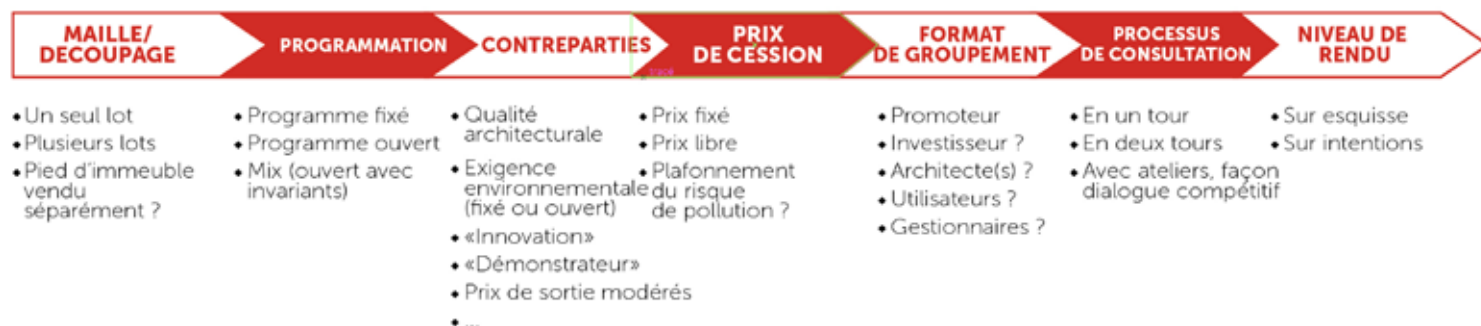 MAILLE/
DECOUPAGE
PROGRAMMATION
CONTREPARTIES
PRIX
DE CESSION
tracé
FORMAT
DE GROUPEMENT
PROCESSUS
DE CONSULTATION
NIVEAU DE
RENDU
• Un seul lot
• Plusieurs lots
• Pied d'immeuble
vendu
séparément ?
• Programme fixé
• Programme ouvert
• Mix (ouvert avec
invariants)
• Qualité
architecturale
• Exigence
environnementale
(fixé ou ouvert)
• «Innovation»
• «Démonstrateur»
• Prix de sortie modérés
• ...
• Prix fixé
• Prix libre
• Plafonnement
du risque
de pollution ?
• Promoteur
• Investisseur ?
• Architecte(s) ?
• Utilisateurs ?
• Gestionnaires ?
• En un tour
• En deux tours
• Avec ateliers, façon
dialogue compétitif
• Sur esquisse
• Sur intentions